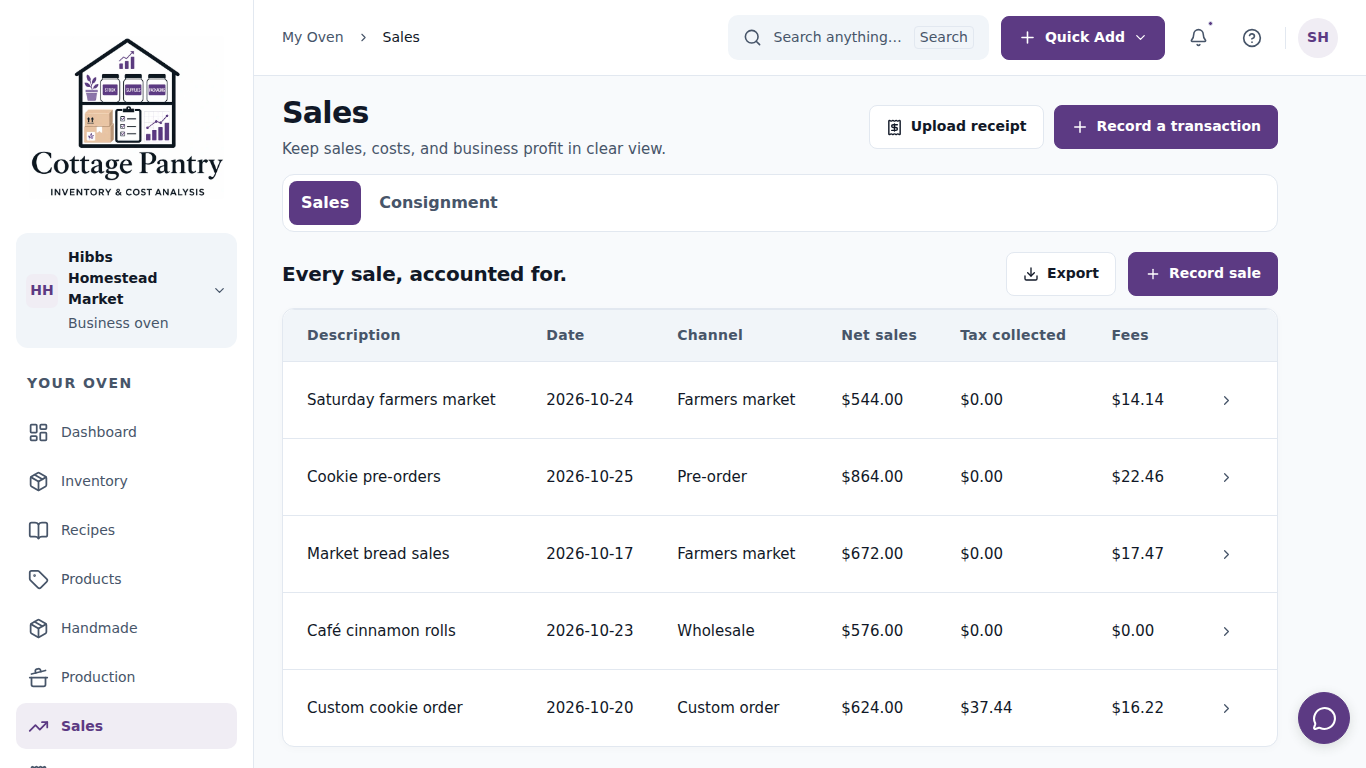 Cottage Pantry
INVENTORY & COST ANALYSIS
HH
Hibbs
Homestead
Market
Business oven
YOUR OVEN
Dashboard
Inventory
Recipes
Products
Handmade
Production
Sales
My Oven > Sales
Search anything... Search
Quick Add
SH
Sales
Keep sales, costs, and business profit in clear view.
Upload receipt
Record a transaction
Sales Consignment
Every sale, accounted for.
Export
Record sale
Description Date Channel Net sales Tax collected Fees
Saturday farmers market 2026-10-24 Farmers market $544.00 $0.00 $14.14
Cookie pre-orders 2026-10-25 Pre-order $864.00 $0.00 $22.46
Market bread sales 2026-10-17 Farmers market $672.00 $0.00 $17.47
Café cinnamon rolls 2026-10-23 Wholesale $576.00 $0.00 $0.00
Custom cookie order 2026-10-20 Custom order $624.00 $37.44 $16.22